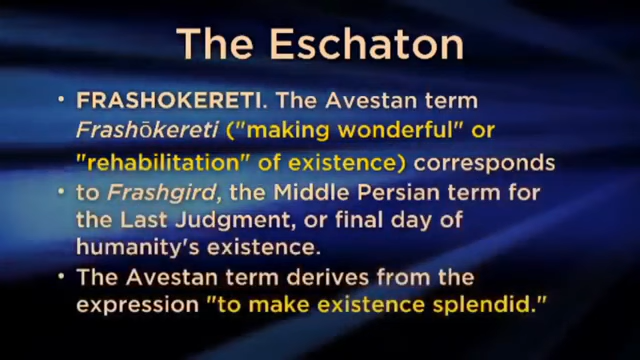 The Eschaton
• FRASHOKERETI. The Avestan term
Frashōkereti ("making wonderful" or
"rehabilitation" of existence) corresponds
• to Frashgird, the Middle Persian term for
the Last Judgment, or final day of
humanity's existence.
• The Avestan term derives from the
expression "to make existence splendid."